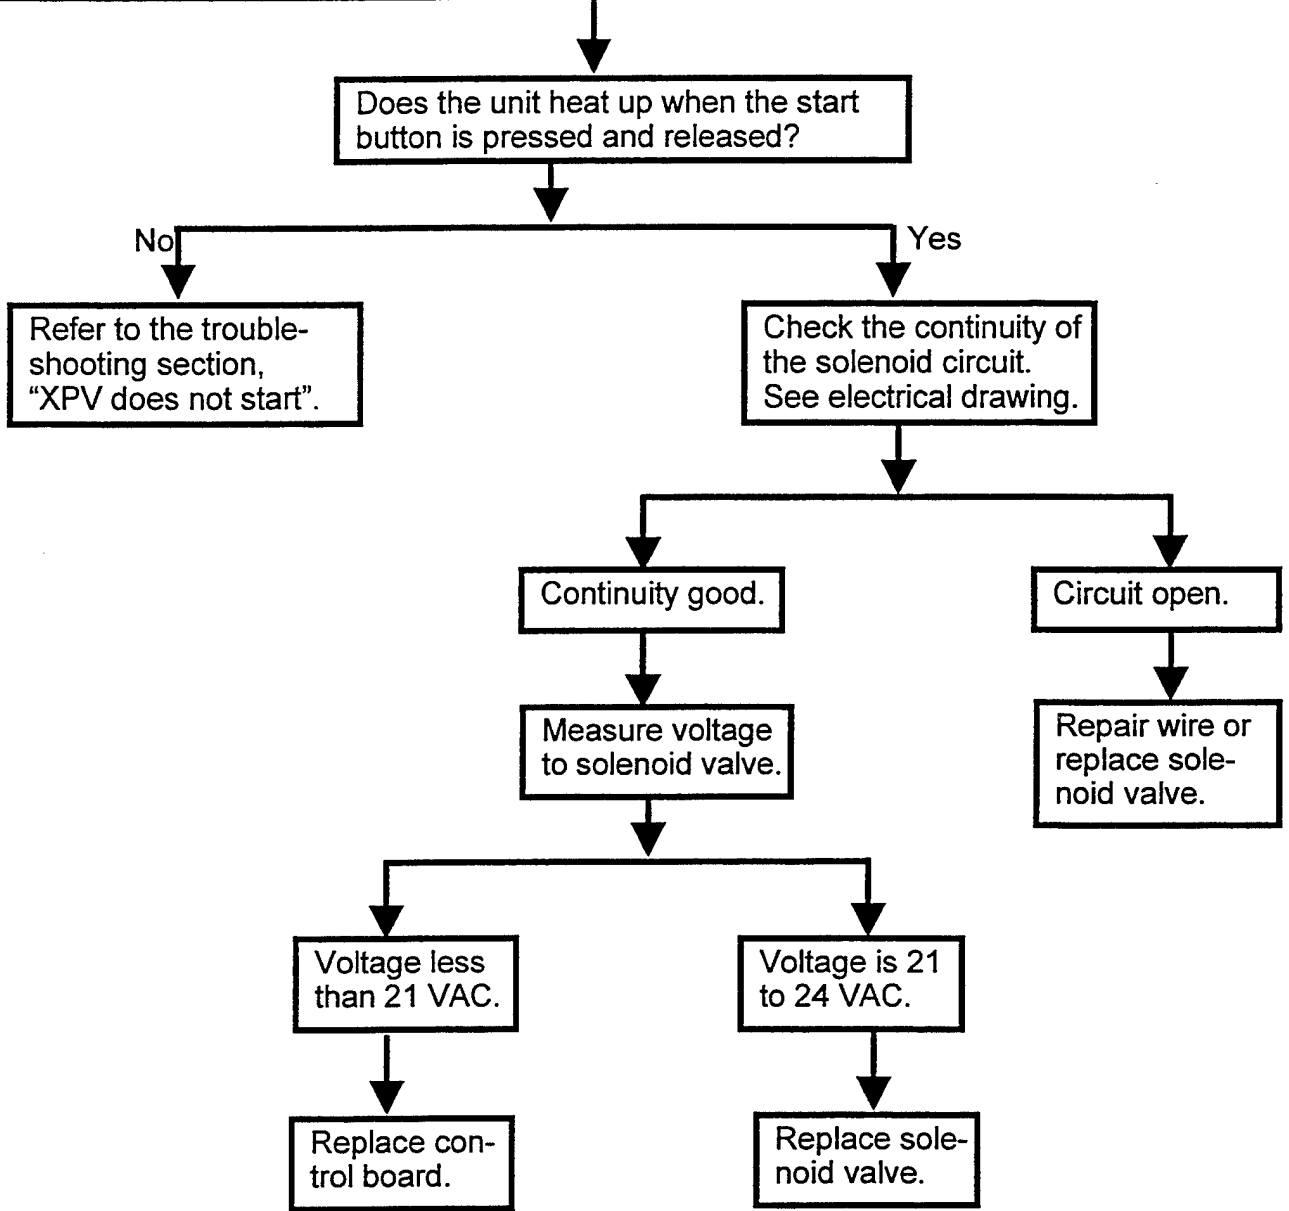 Does the unit heat up when the start
button is pressed and released?
No
Yes
Refer to the trouble-
shooting section,
“XPV does not start”.
Check the continuity of
the solenoid circuit.
See electrical drawing.
Continuity good.
Circuit open.
Measure voltage
to solenoid valve.
Repair wire or
replace sole-
noid valve.
Voltage less
than 21 VAC.
Voltage is 21
to 24 VAC.
Replace con-
trol board.
Replace sole-
noid valve.